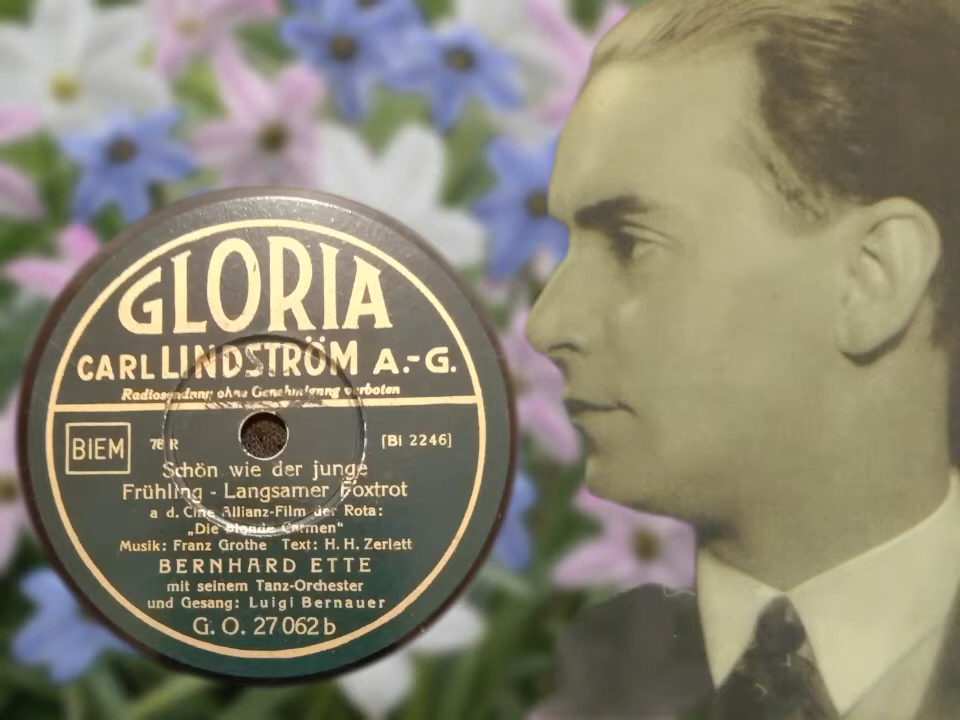 GLORIA
CARL LINDSTRÖM A.-G.
Radiosendung ohne Genehmigung verboten
BIEM 78 R [Bi 2246]
Schön wie der junge
Frühling - Langsamer Foxtrot
a d. Cine Allianz-Film der Rota:
„Die blonde Carmen“
Musik: Franz Grothe Text: H. H. Zerlett
BERNHARD ETTE
mit seinem Tanz-Orchester
und Gesang: Luigi Bernauer
G. O. 27 062 b